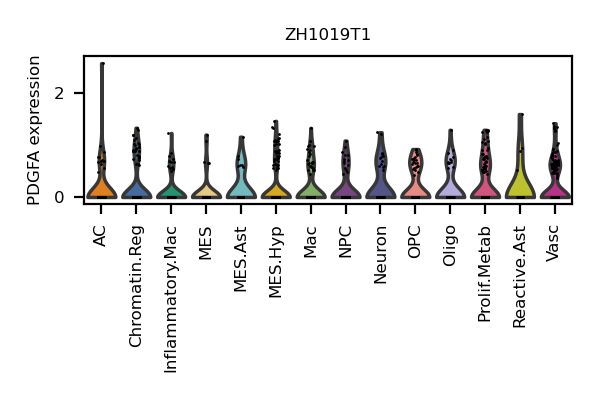 ZH1019T1
PDGFA expression
2
0
AC
Chromatin.Reg
Inflammatory.Mac
MES
MES.Ast
MES.Hyp
Mac
NPC
Neuron
OPC
Oligo
Prolif.Metab
Reactive.Ast
Vasc